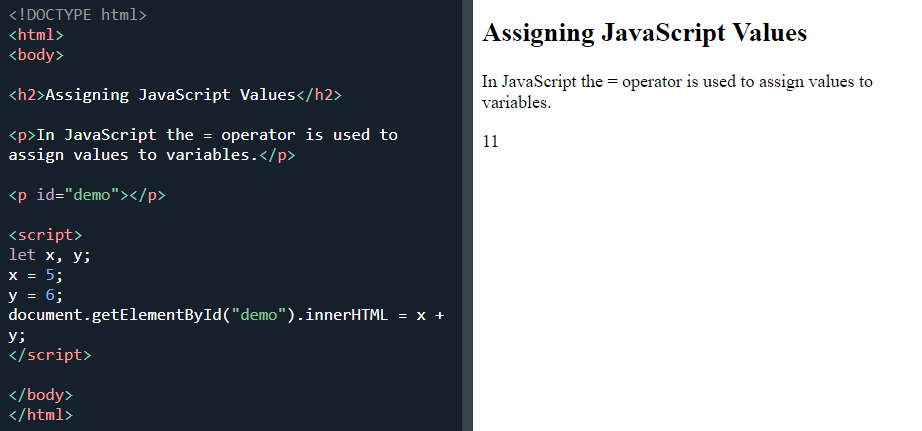 <!DOCTYPE html>
<html>
<body>
<h2>Assigning JavaScript Values</h2>
<p>In JavaScript the = operator is used to
assign values to variables.</p>
<p id="demo"></p>
<script>
let x, y;
x = 5;
y = 6;
document.getElementById("demo").innerHTML = x +
y;
</script>
</body>
</html>
Assigning JavaScript Values
In JavaScript the = operator is used to assign values to
variables.
11